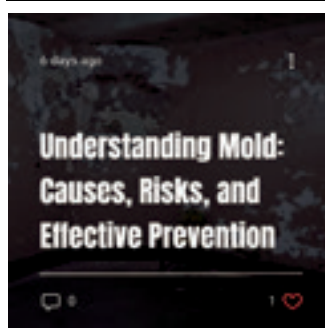 6 days ago
Understanding Mold:
Causes, Risks, and
Effective Prevention
0
1